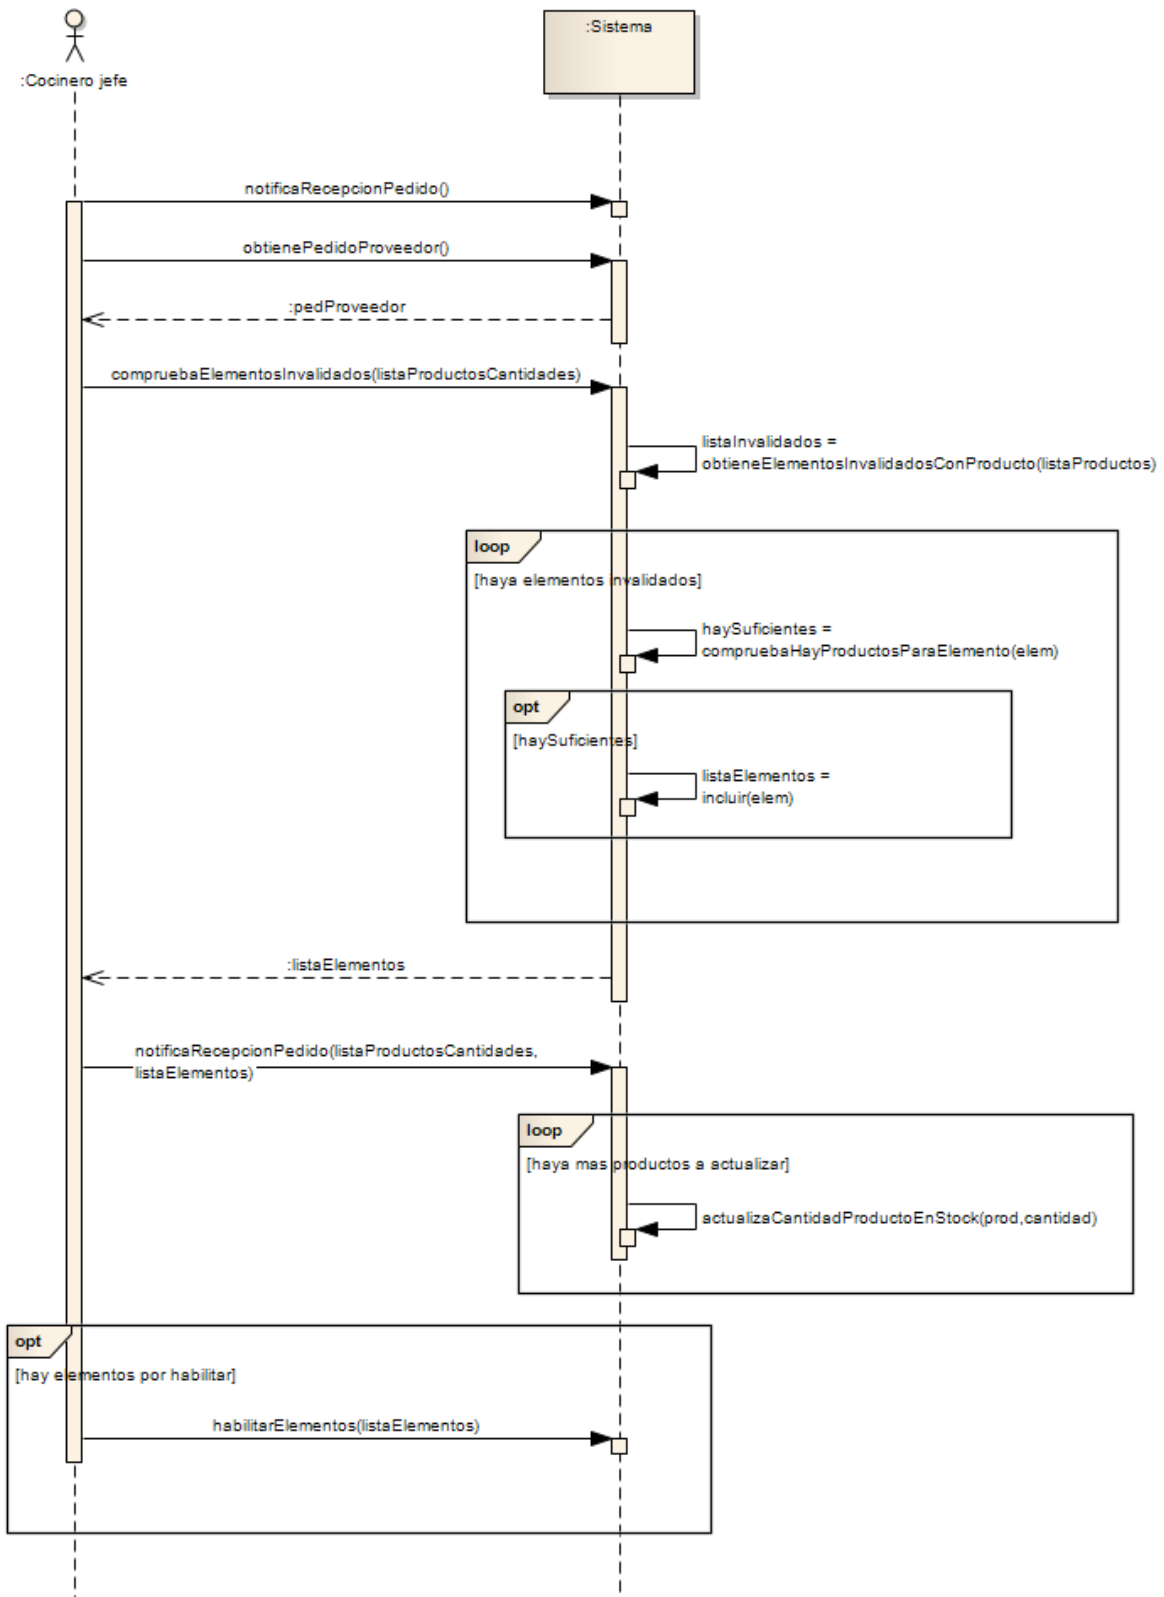 :Sistema
:Cocinero jefe
notificaRecepcionPedido()
obtienePedidoProveedor()
:pedProveedor
compruebaElementosInvalidados(listaProductosCantidades)
listaInvalidados =
obtieneElementosInvalidadosConProducto(listaProductos)
loop
[haya elementos invalidados]
haySuficientes =
compruebaHayProductosParaElemento(elem)
opt
[haySuficientes]
listaElementos =
incluir(elem)
:listaElementos
notificaRecepcionPedido(listaProductosCantidades,
listaElementos)
loop
[haya mas productos a actualizar]
actualizaCantidadProductoEnStock(prod,cantidad)
opt
[hay elementos por habilitar]
habilitarElementos(listaElementos)